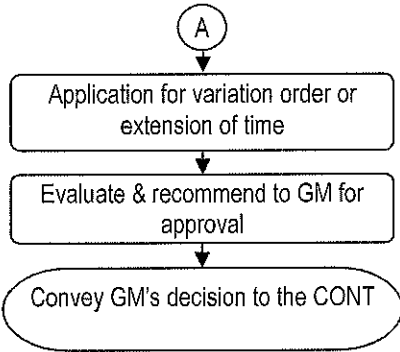 A
Application for variation order or
extension of time
Evaluate & recommend to GM for
approval
Convey GM's decision to the CONT